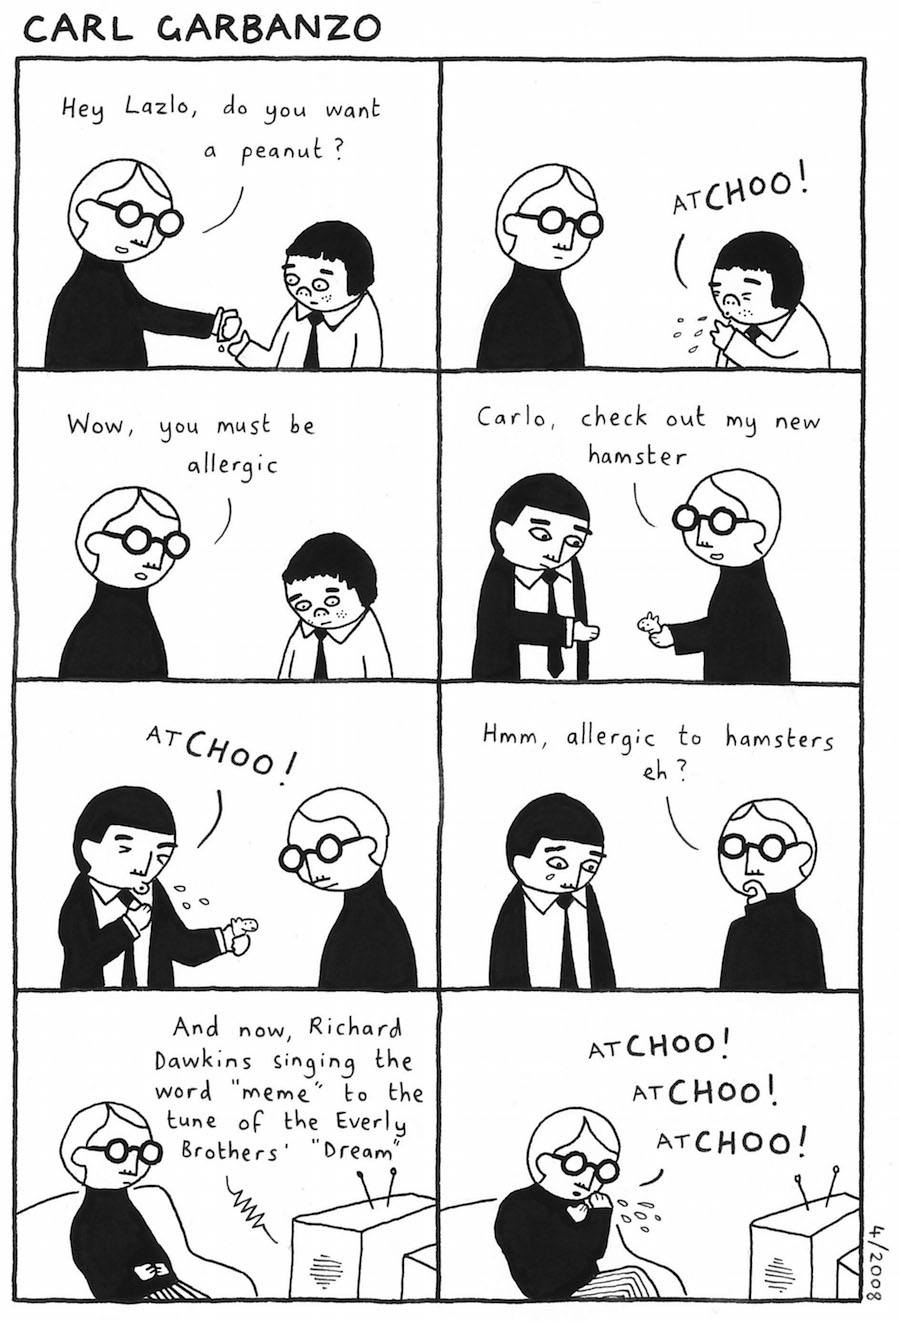 CARL GARBANZO
Hey Lazlo, do you want
a peanut?
ATCHOO!
Wow, you must be
allergic
Carlo, check out my new
hamster
ATCHOO!
Hmm, allergic to hamsters
eh?
And now, Richard
Dawkins singing the
word "meme" to the
tune of the Everly
Brothers' "Dream"
ATCHOO!
ATCHOO!
ATCHOO!
4/2008